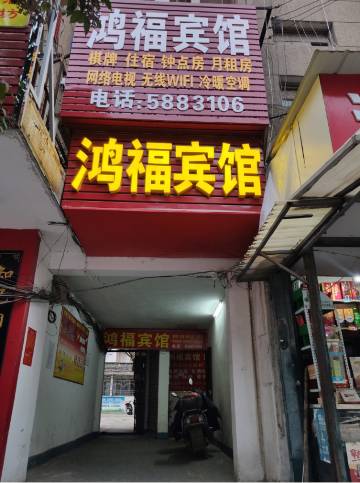 鸿福宾馆
棋牌 住宿 钟点房 月租房
网络电视 无线WIFI 冷暖空调
电话:5883106
鸿福宾馆
鸿福宾馆